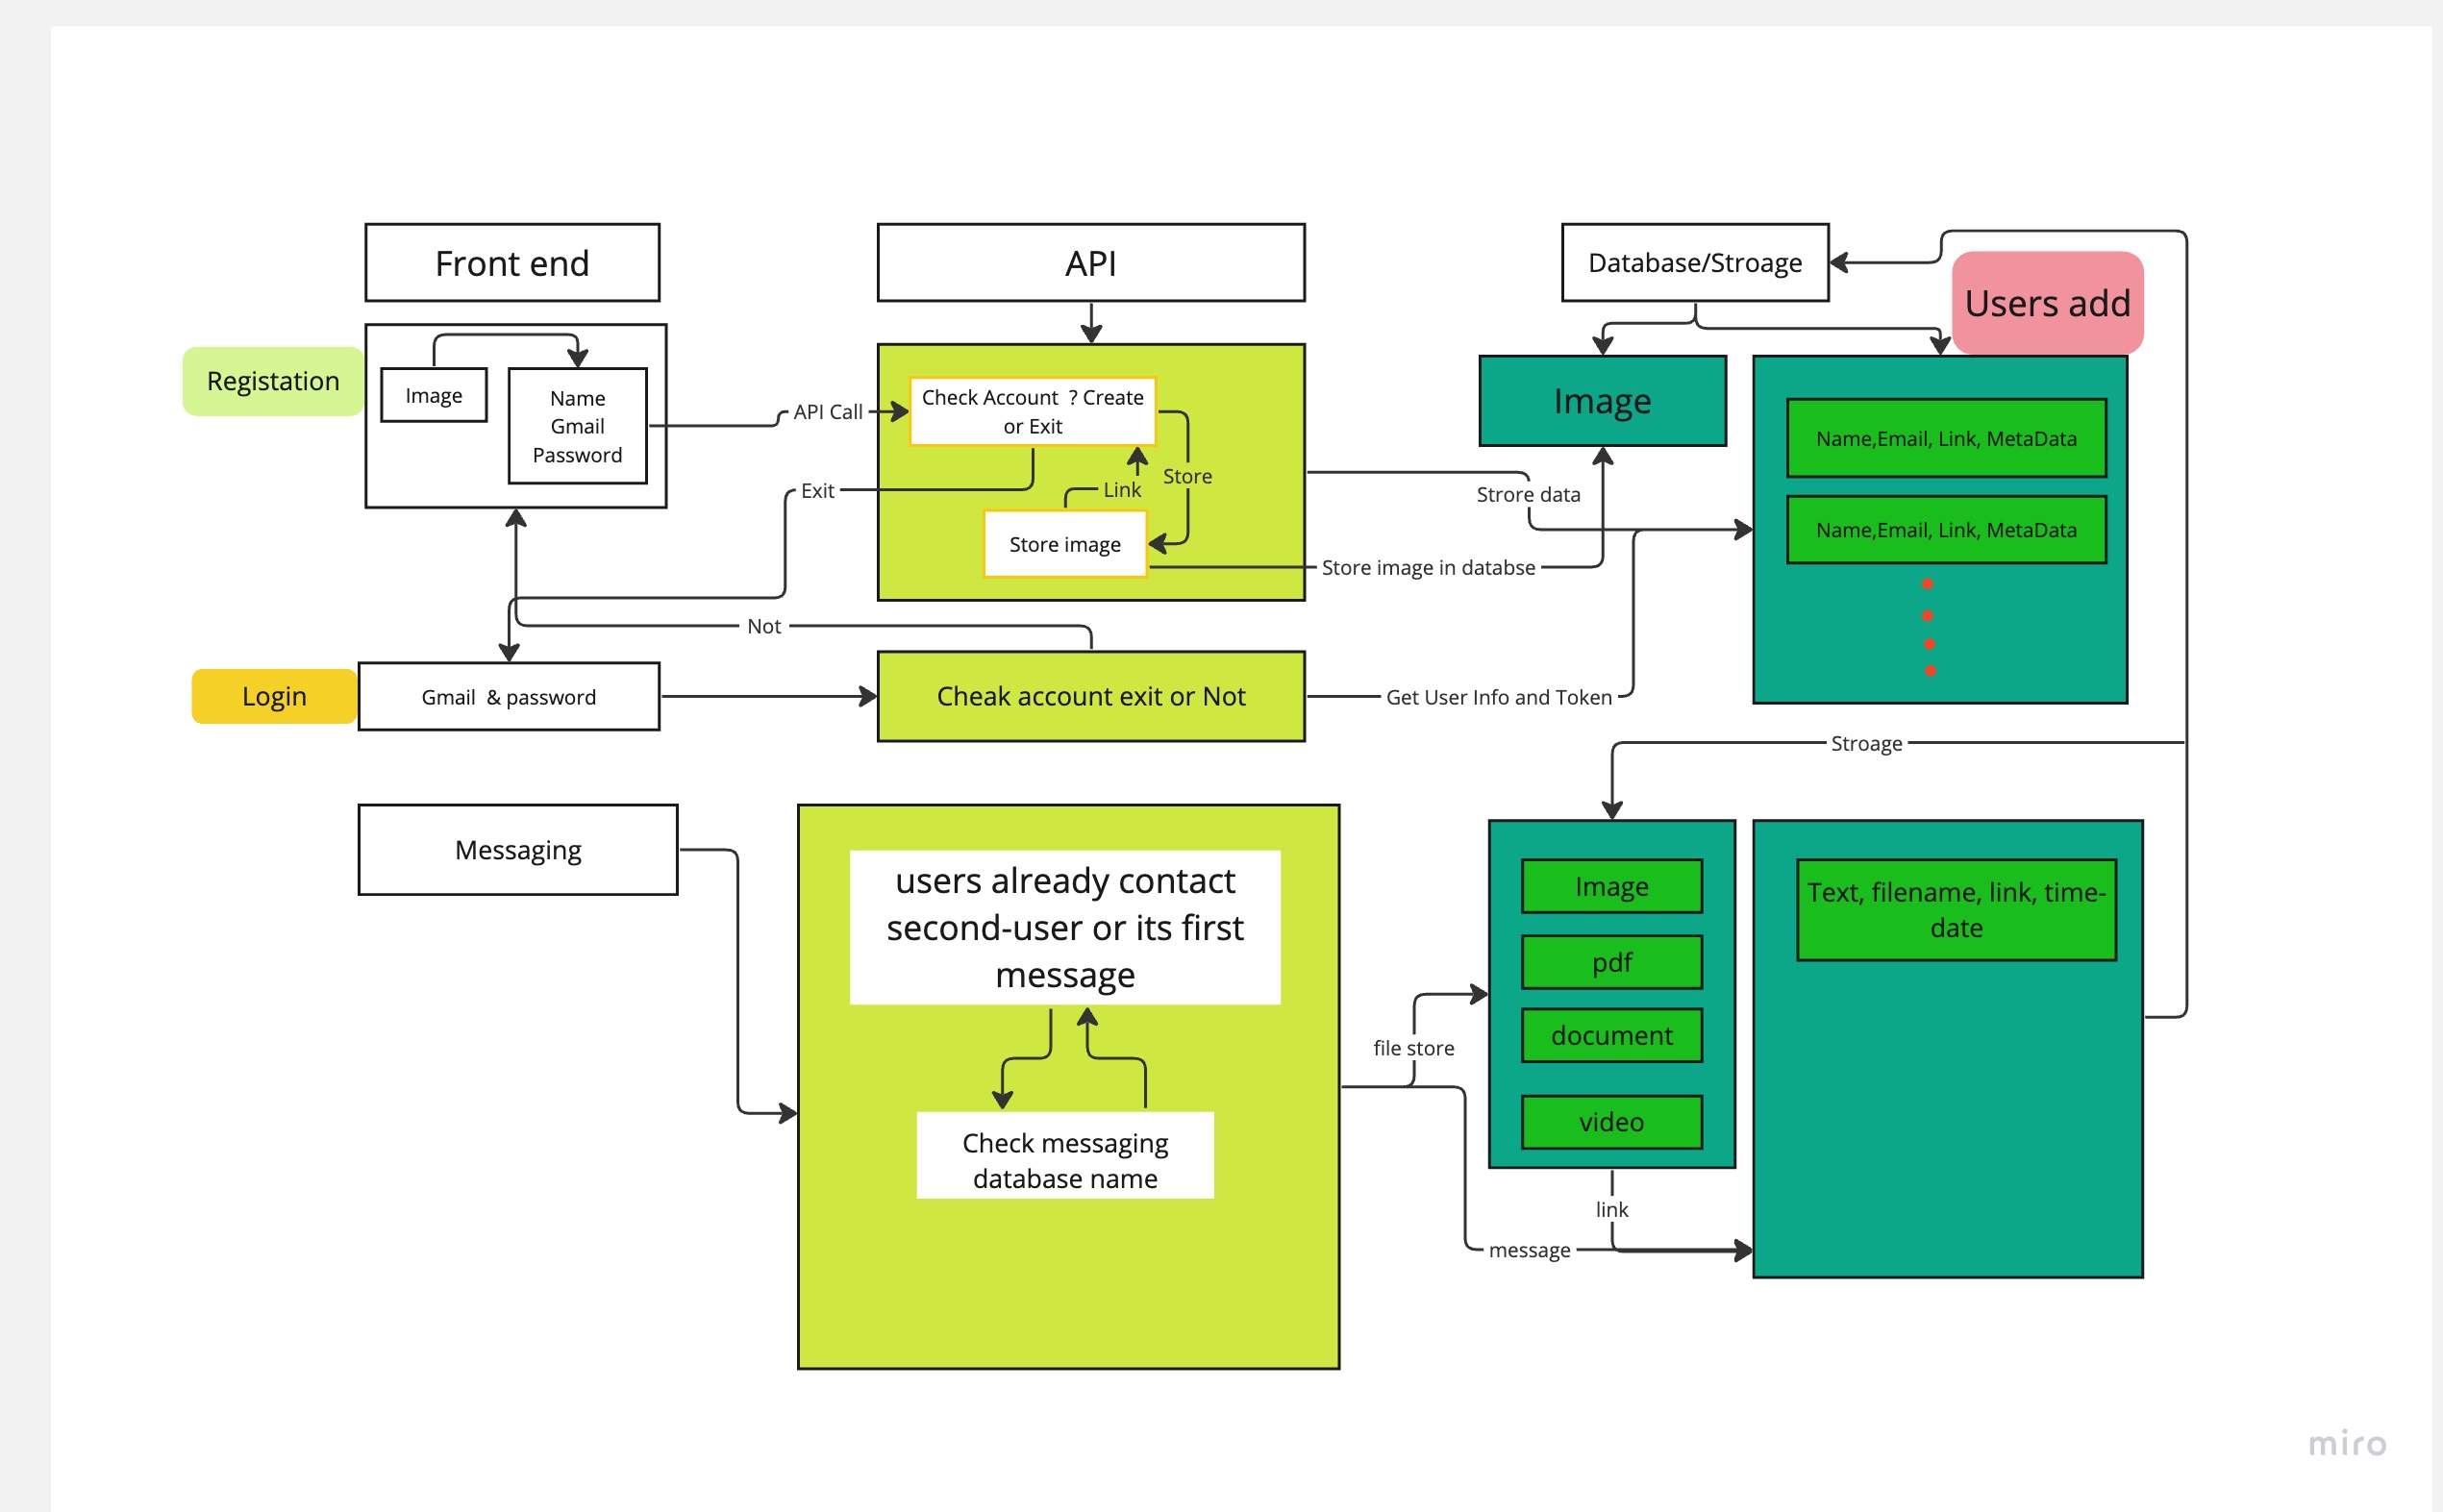 Front end
API
Database/Stroage
Users add
Registation
Image
Name
Gmail
Password
API Call
Check Account  ? Create
or Exit
Store
Link
Exit
Store image
Strore data
Store image in databse
Image
Name,Email, Link, MetaData
Name,Email, Link, MetaData
Not
Login
Gmail  & password
Cheak account exit or Not
Get User Info and Token
Stroage
Messaging
users already contact
second-user or its first
message
Check messaging
database name
file store
message
Image
pdf
document
video
link
Text, filename, link, time-
date
miro